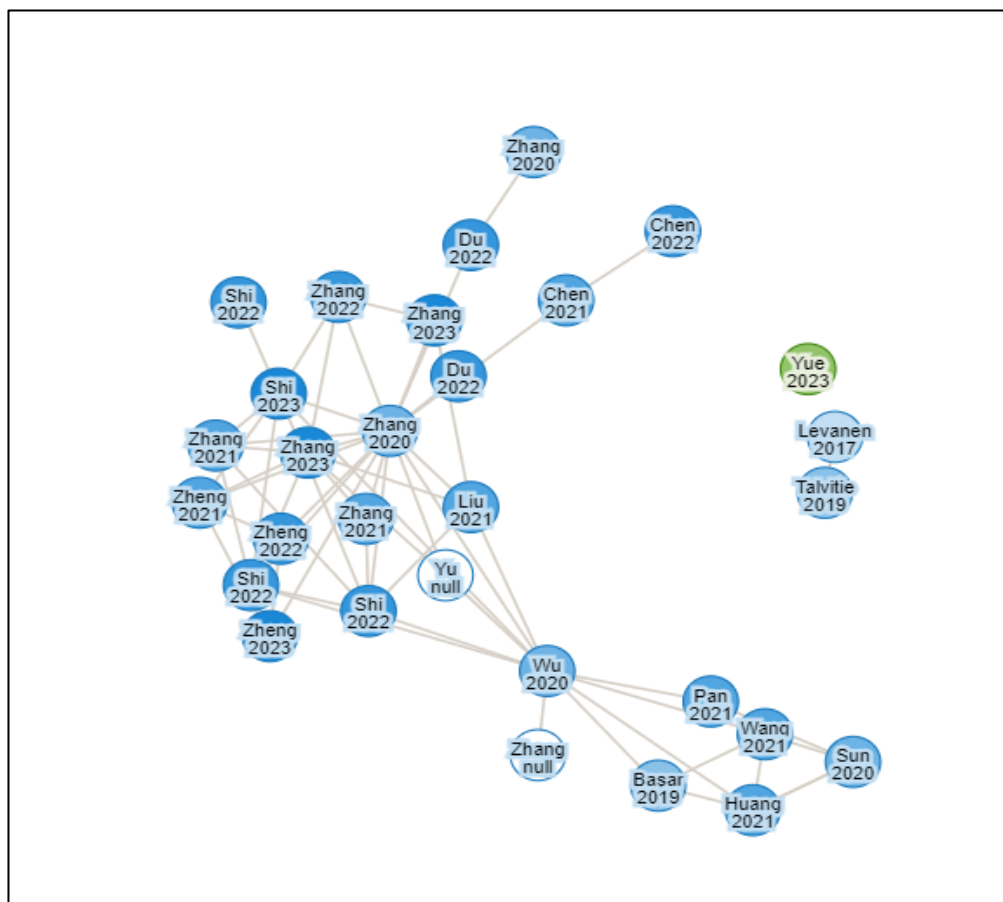 Zhang
2020
Du
2022
Chen
2022
Shi
2022
Zhang
2022
Zhang
2023
Chen
2021
Yue
2023
Shi
2023
Du
2022
Zhang
2020
Levanen
2017
Zhang
2021
Zhang
2023
Talvitie
2019
Zheng
2021
Zhang
2021
Liu
2021
Zheng
2022
Yu
null
Shi
2022
Shi
2022
Zheng
2023
Wu
2020
Pan
2021
Wang
2021
Zhang
null
Sun
2020
Basar
2019
Huang
2021